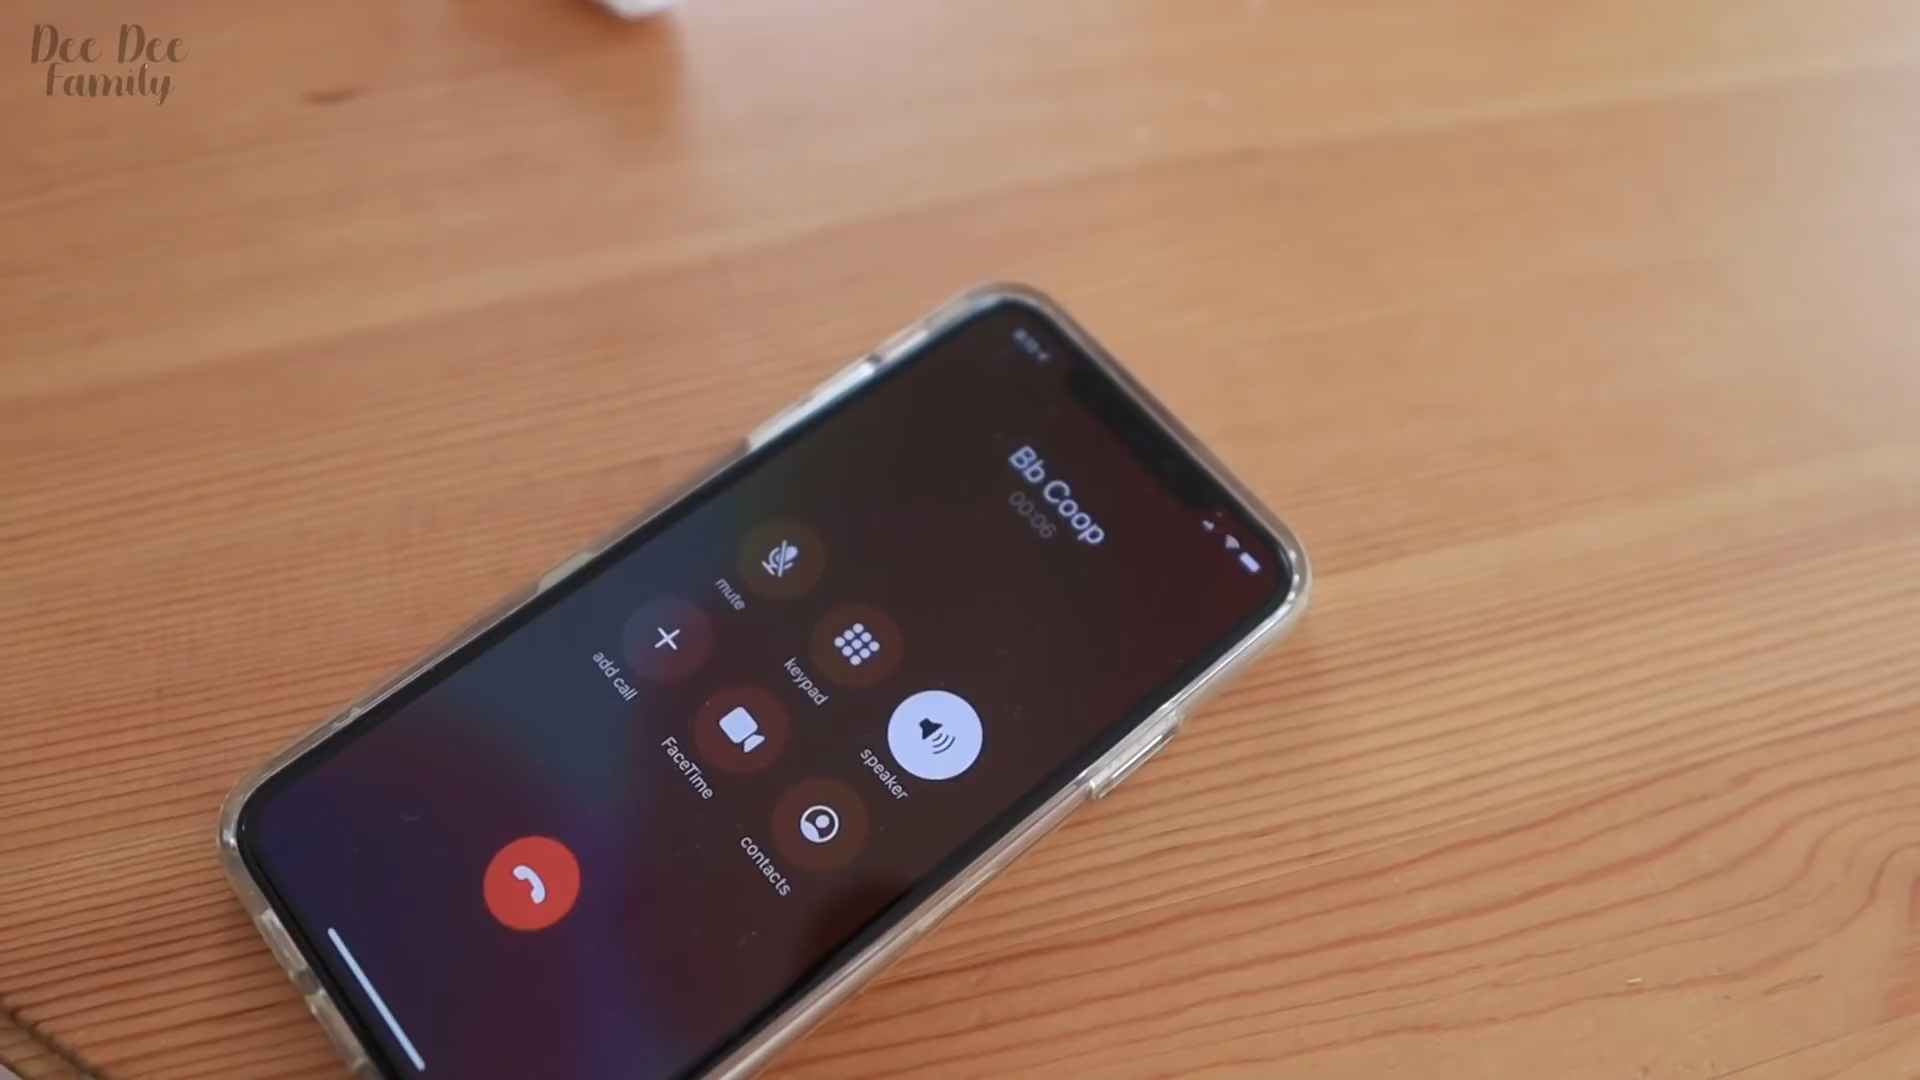 Dee Dee
Family
Bb Coop
00:06
mute
keypad
speaker
add call
FaceTime
contacts